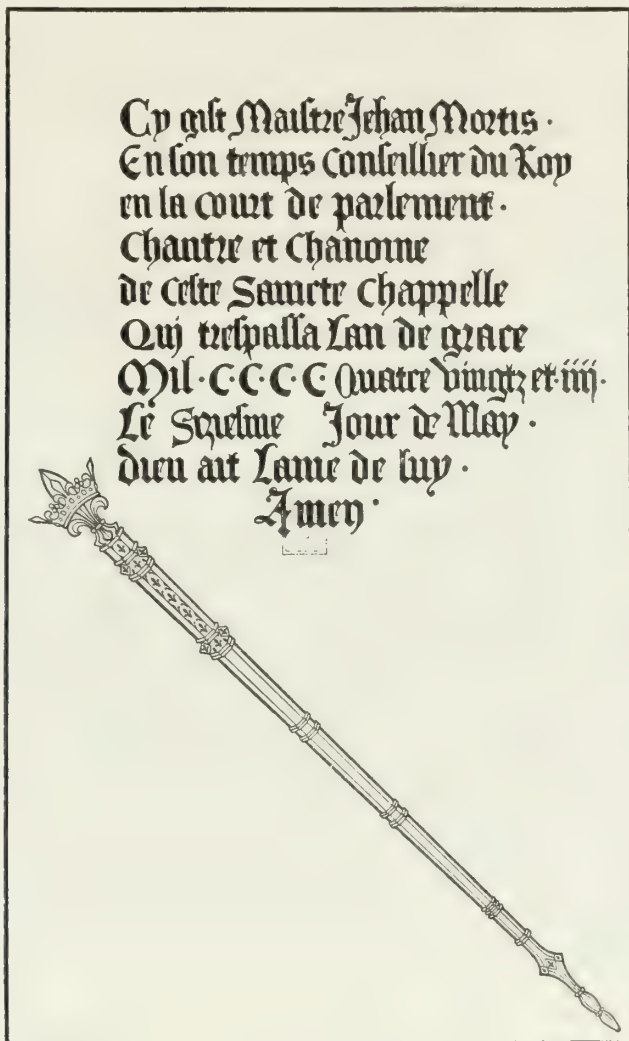 Cy gist Maistre Jehan Mortis ·
En son temps Conseillier du Roy
en la court de parlement ·
Chantre et Chanoine
de ceste Saincte Chappelle
Qui trespassa Lan de grace
Mil · C · C · C · C Quatre vingtz et · iiij ·
Le Seziesme Jour de May ·
dieu ait Lame de luy ·
Amen ·